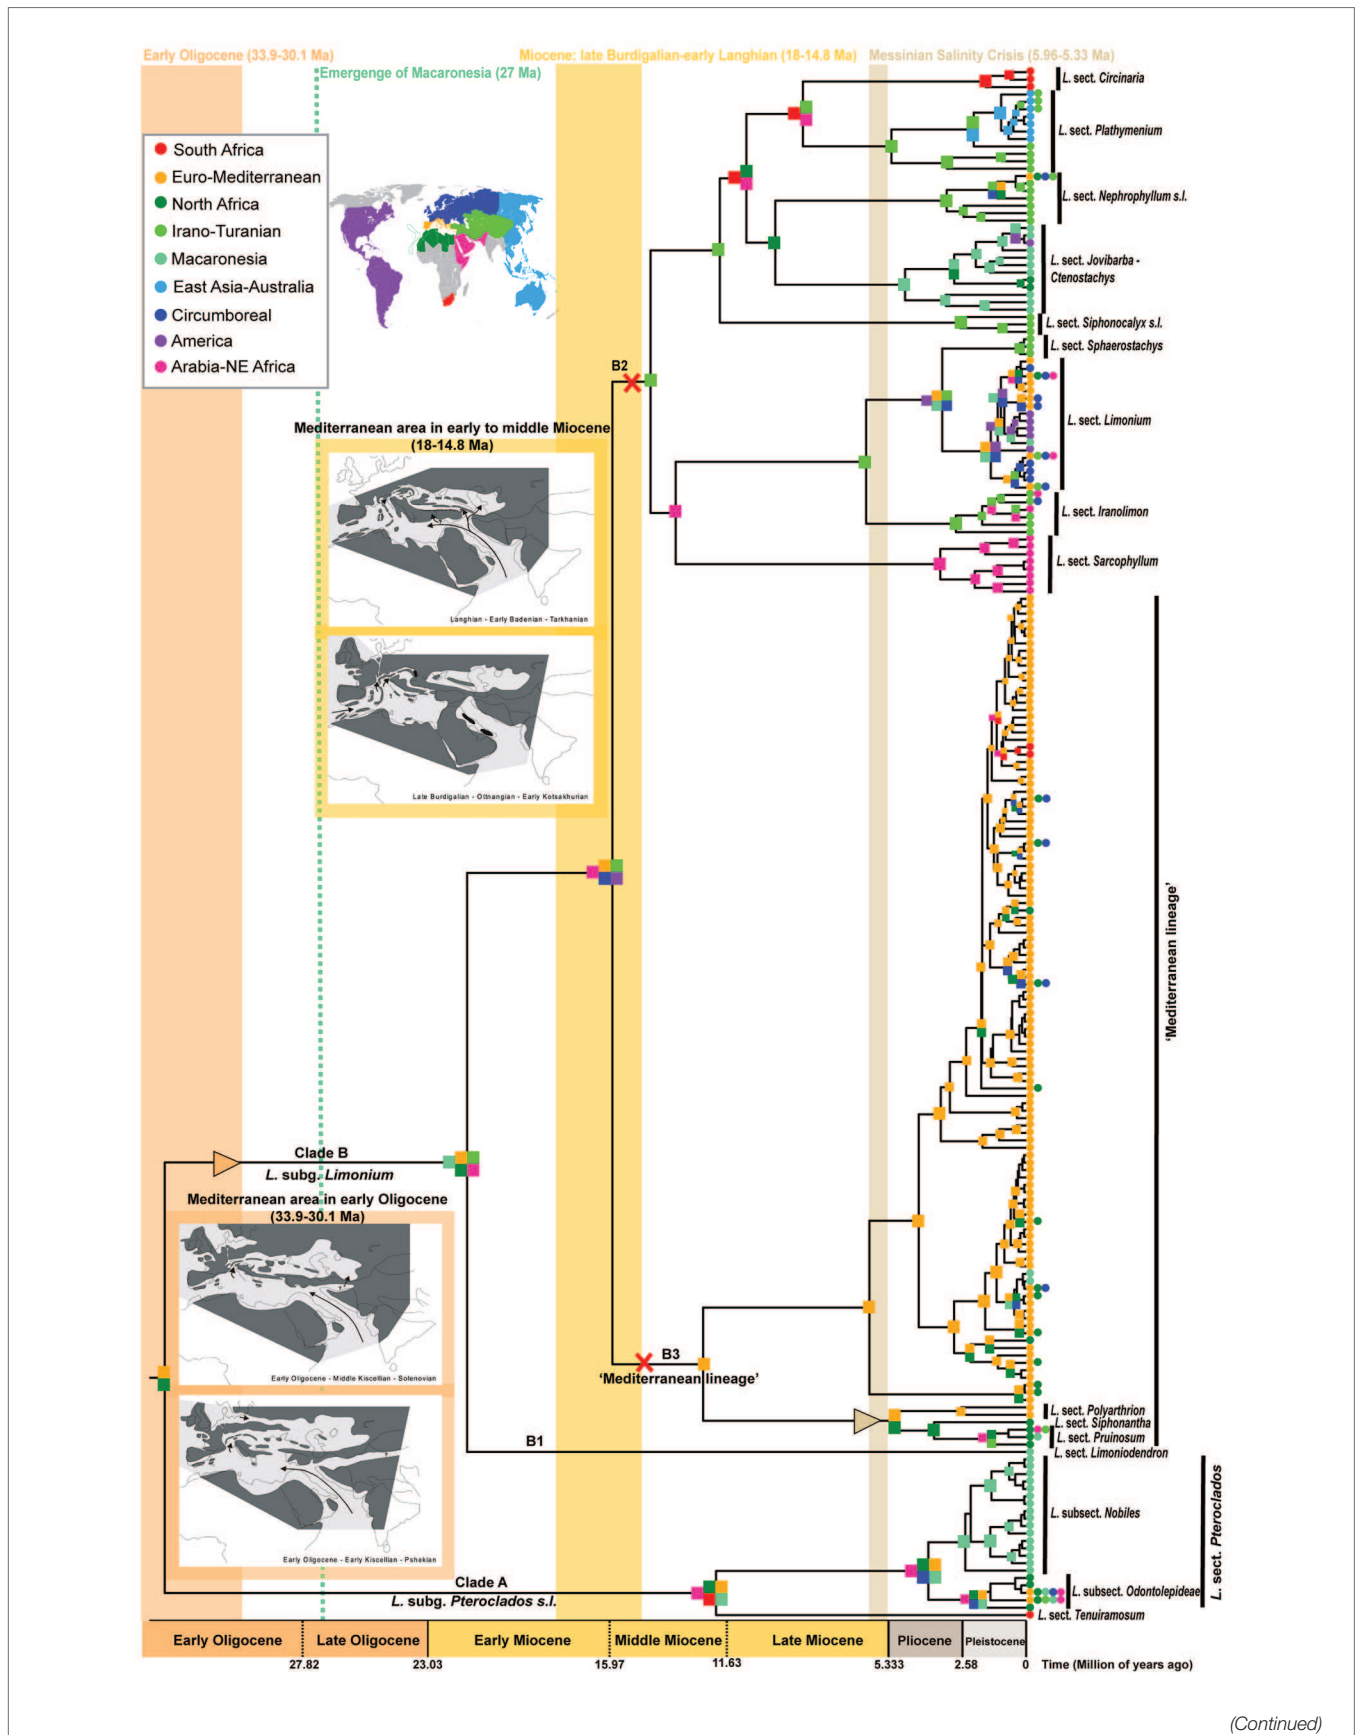 Early Oligocene (33.9-30.1 Ma)
Emergenge of Macaronesia (27 Ma)
Miocene: late Burdigalian-early Langhian (18-14.8 Ma)
Messinian Salinity Crisis (5.96-5.33 Ma)
South Africa
Euro-Mediterranean
North Africa
Irano-Turanian
Macaronesia
East Asia-Australia
Circumboreal
America
Arabia-NE Africa
L. sect. Circinaria
L. sect. Plathymenium
L. sect. Nephrophyllum s.l.
L. sect. Jovibarba -
Ctenostachys
L. sect. Siphonocalyx s.l.
L. sect. Sphaerostachys
L. sect. Limonium
L. sect. Iranolimon
L. sect. Sarcophyllum
B2
Mediterranean area in early to middle Miocene
(18-14.8 Ma)
Langhian - Early Badenian - Tarkhanian
Late Burdigalian - Ottnangian - Early Kotsakhurian
'Mediterranean lineage'
Clade B
L. subg. Limonium
Mediterranean area in early Oligocene
(33.9-30.1 Ma)
Early Oligocene - Middle Kiscellian - Solenovian
Early Oligocene - Early Kiscellian - Pshekian
B3
'Mediterranean lineage'
B1
L. sect. Polyarthrion
L. sect. Siphonantha
L. sect. Pruinosum
L. sect. Limoniodendron
L. subsect. Nobiles
L. sect. Pteroclados
L. subsect. Odontolepideae
L. sect. Tenuiramosum
Clade A
L. subg. Pteroclados s.l.
Early Oligocene
Late Oligocene
Early Miocene
Middle Miocene
Late Miocene
Pliocene
Pleistocene
27.82
23.03
15.97
11.63
5.333
2.58
0
Time (Million of years ago)
(Continued)